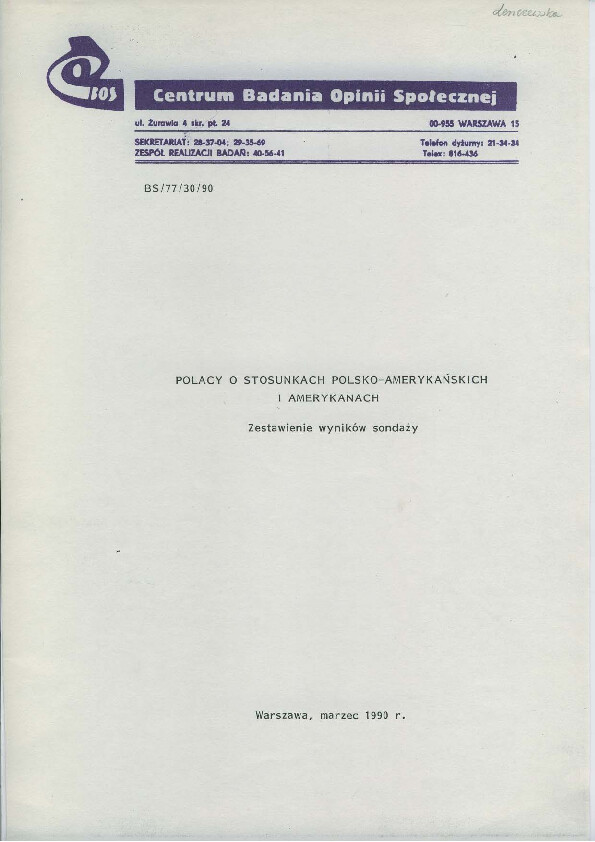 CBOS
Centrum Badania Opinii Społecznej
ul. Żurawia 4 skr. pt. 24 00-955 WARSZAWA 15
SEKRETARIAT: 28-37-04; 29-35-69 Telefon dyżurny: 21-34-34
ZESPÓŁ REALIZACJI BADAŃ: 40-56-41 Telex: 816-436
BS/77/30/90
POLACY O STOSUNKACH POLSKO-AMERYKAŃSKICH
I AMERYKANACH
Zestawienie wyników sondaży
Warszawa, marzec 1990 r.